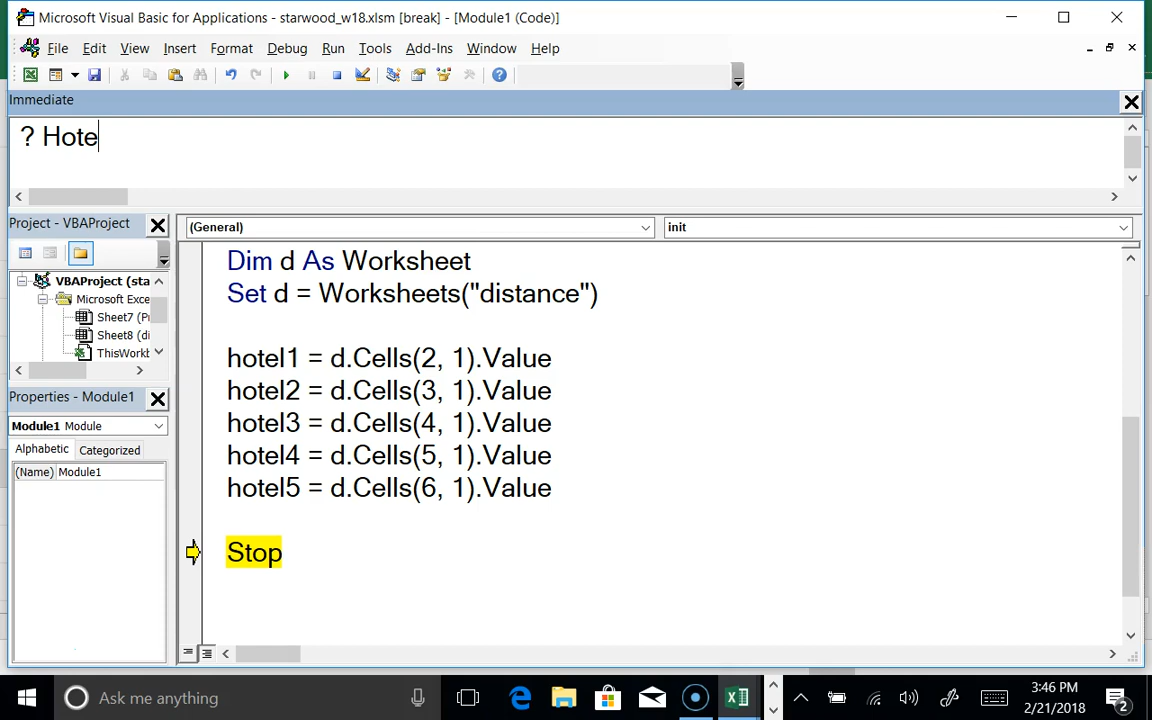 Microsoft Visual Basic for Applications - starwood_w18.xlsm [break] - [Module1 (Code)]
File Edit View Insert Format Debug Run Tools Add-Ins Window Help
Immediate
? Hote
Project - VBAProject
(General)
init
VBAProject (sta
Microsoft Exce
Sheet7 (Pr
Sheet8 (di
ThisWorkb
Properties - Module1
Module1 Module
Alphabetic Categorized
(Name) Module1
Dim d As Worksheet
Set d = Worksheets("distance")
hotel1 = d.Cells(2, 1).Value
hotel2 = d.Cells(3, 1).Value
hotel3 = d.Cells(4, 1).Value
hotel4 = d.Cells(5, 1).Value
hotel5 = d.Cells(6, 1).Value
Stop
Ask me anything
3:46 PM
2/21/2018
2